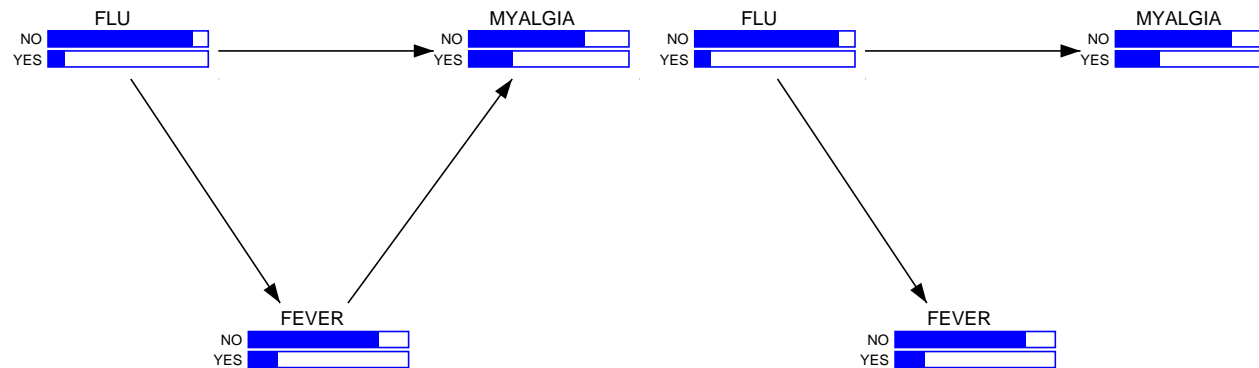 FLU
NO
YES
MYALGIA
NO
YES
FEVER
NO
YES
FLU
NO
YES
MYALGIA
NO
YES
FEVER
NO
YES